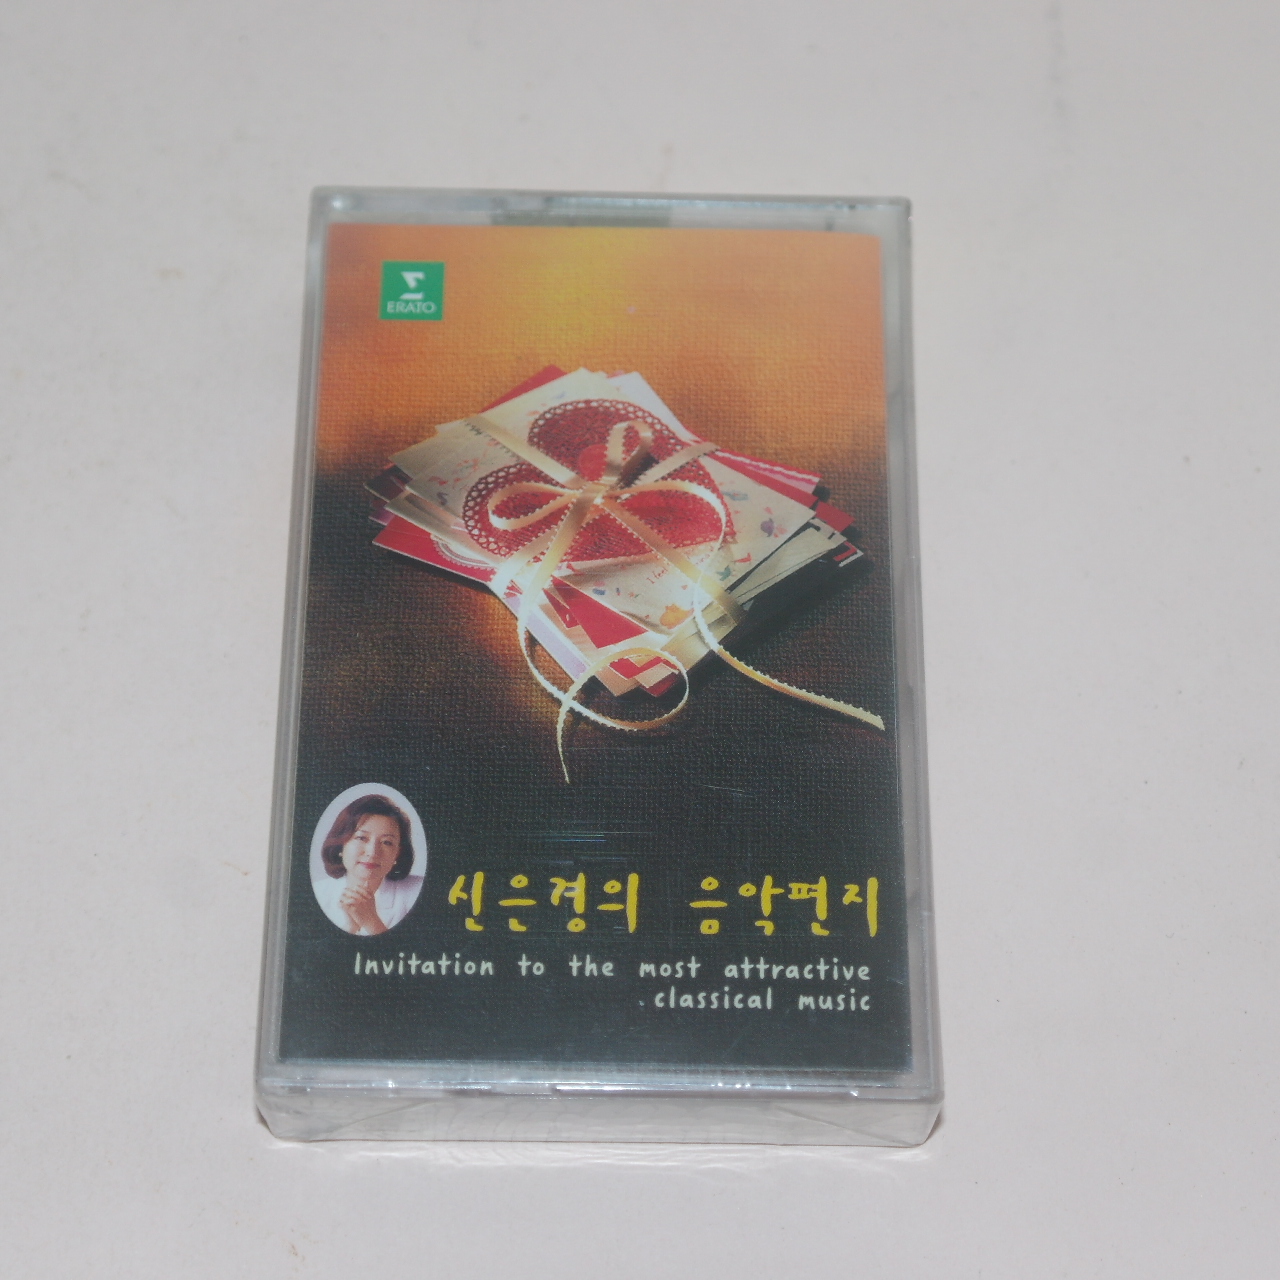 ERATO
신은경의 음악편지
Invitation to the most attractive
classical music